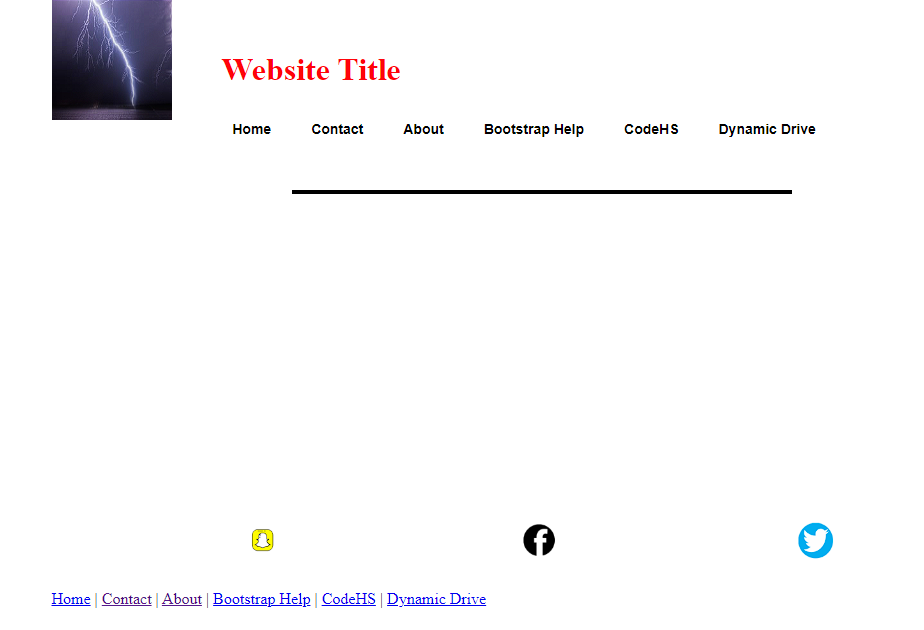 Website Title
Home Contact About Bootstrap Help CodeHS Dynamic Drive
Home | Contact | About | Bootstrap Help | CodeHS | Dynamic Drive